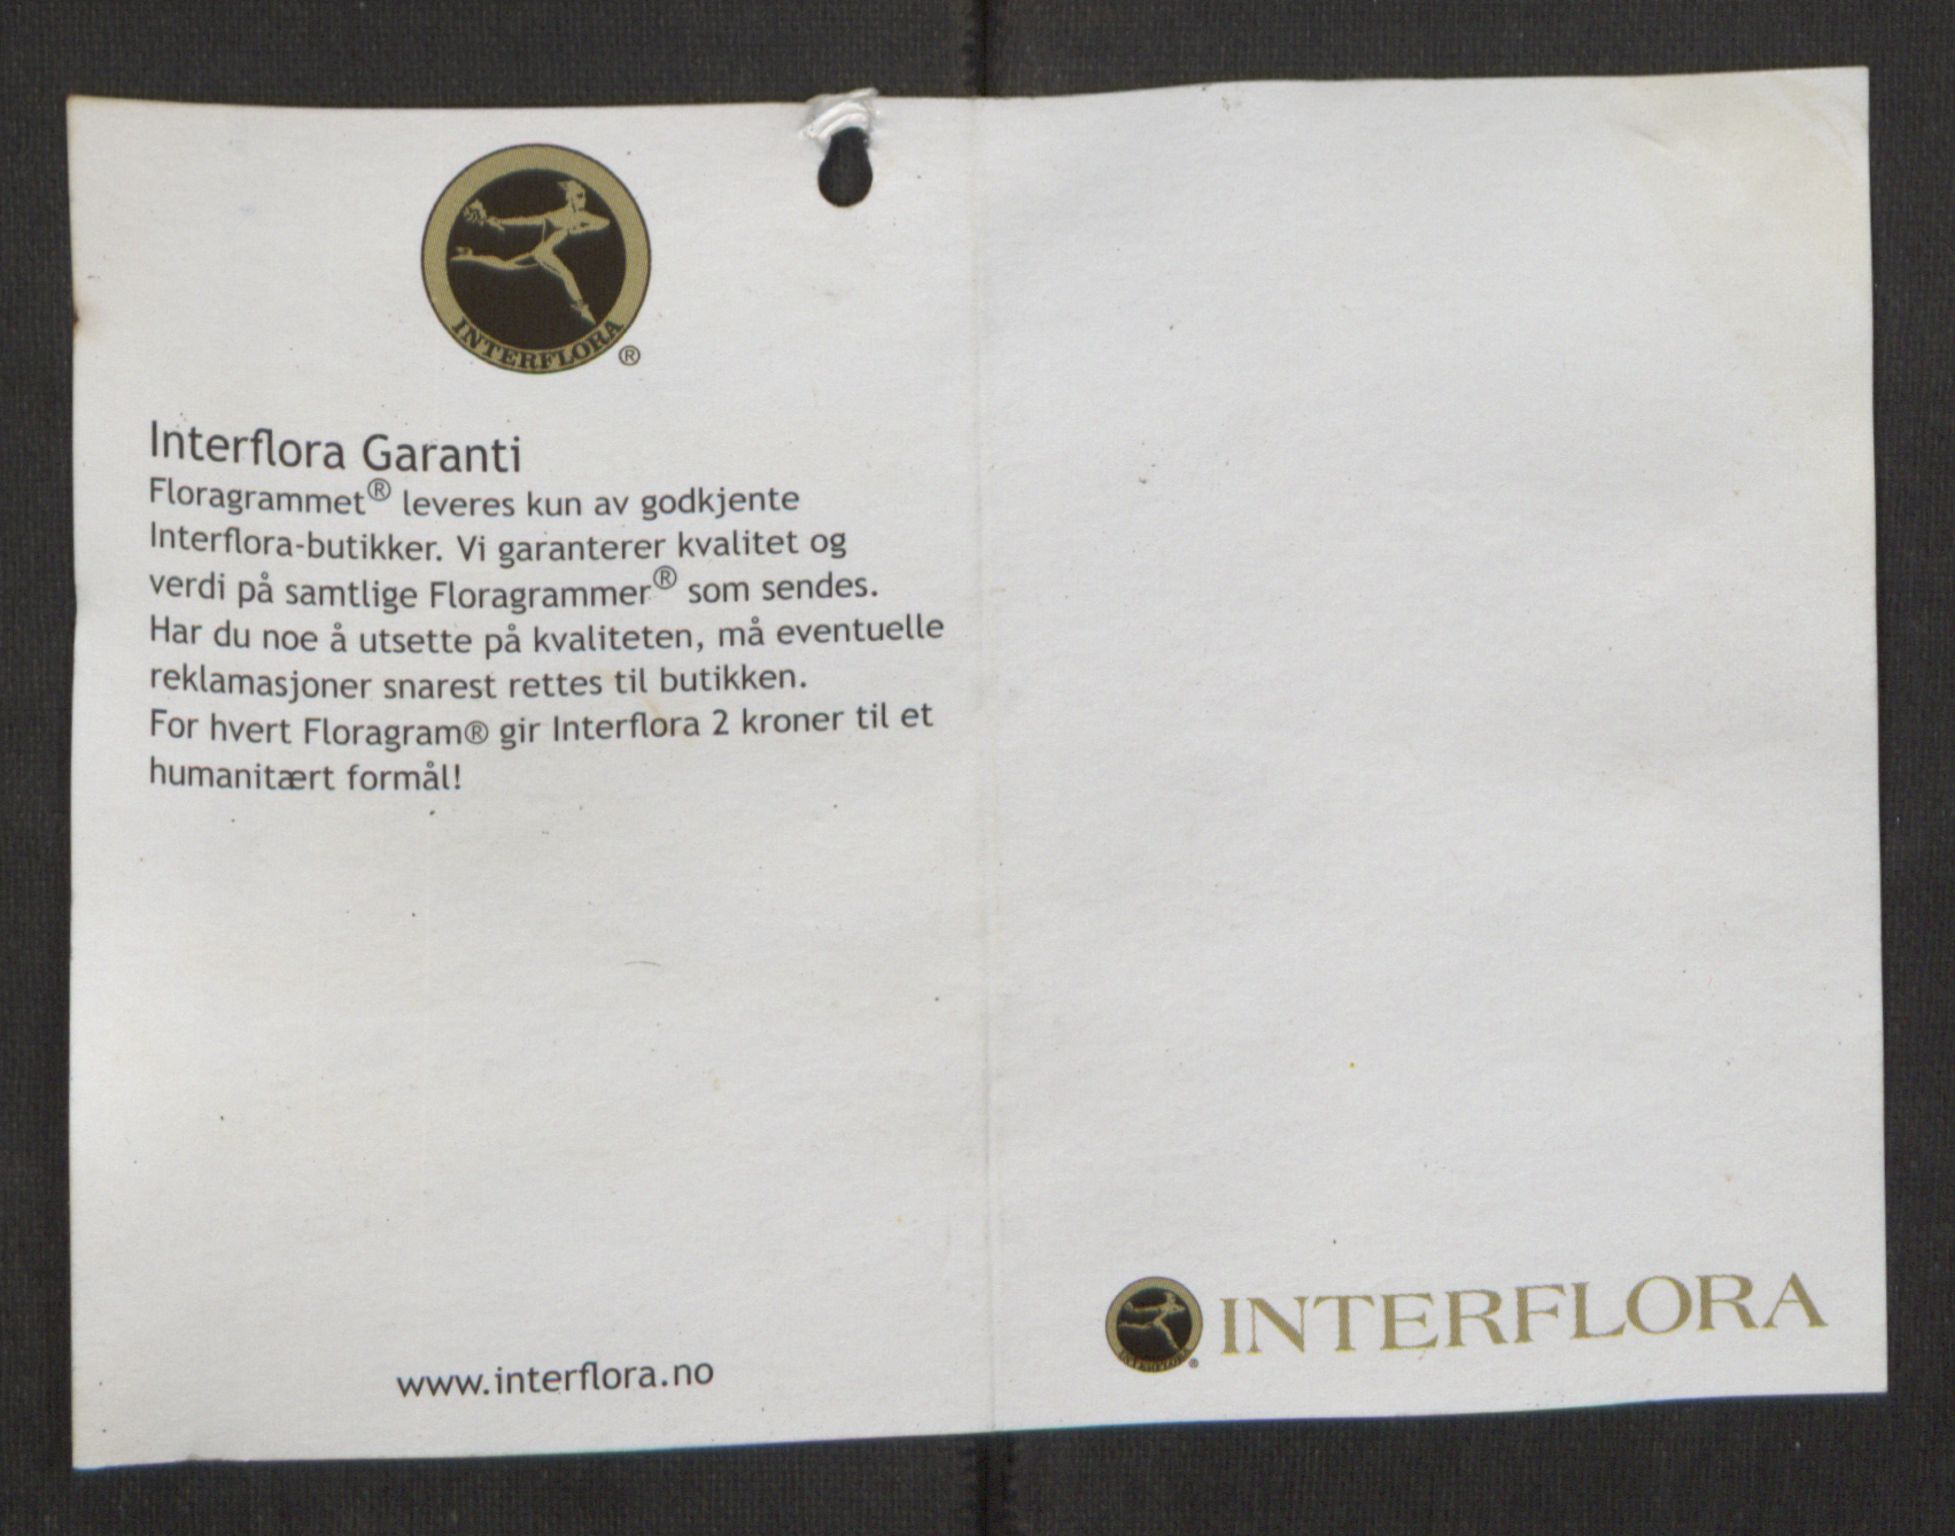 INTERFLORA ®
Interflora Garanti
Floragrammet® leveres kun av godkjente
Interflora-butikker. Vi garanterer kvalitet og
verdi på samtlige Floragrammer® som sendes.
Har du noe å utsette på kvaliteten, må eventuelle
reklamasjoner snarest rettes til butikken.
For hvert Floragram® gir Interflora 2 kroner til et
humanitært formål!
www.interflora.no
INTERFLORA ®
INTERFLORA